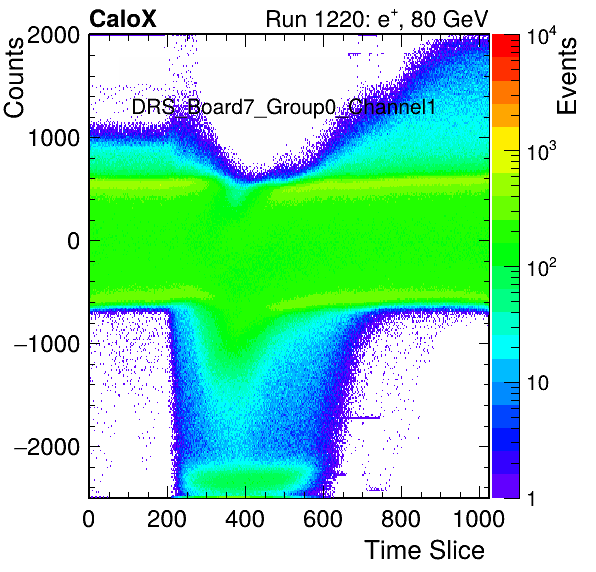 CaloX Run 1220: e+, 80 GeV
DRS_Board7_Group0_Channel1
Counts
2000
1000
0
−1000
−2000
0 200 400 600 800 1000
Time Slice
Events
10^4
10^3
10^2
10
1